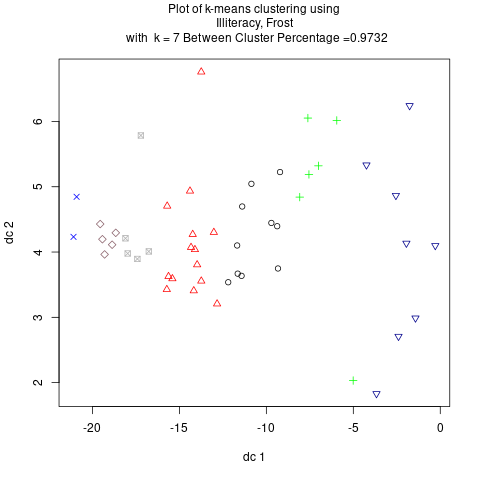 Plot of k-means clustering using
Illiteracy, Frost
with  k = 7 Between Cluster Percentage =0.9732
6
5
4
3
2
dc 2
-20 -15 -10 -5 0
dc 1